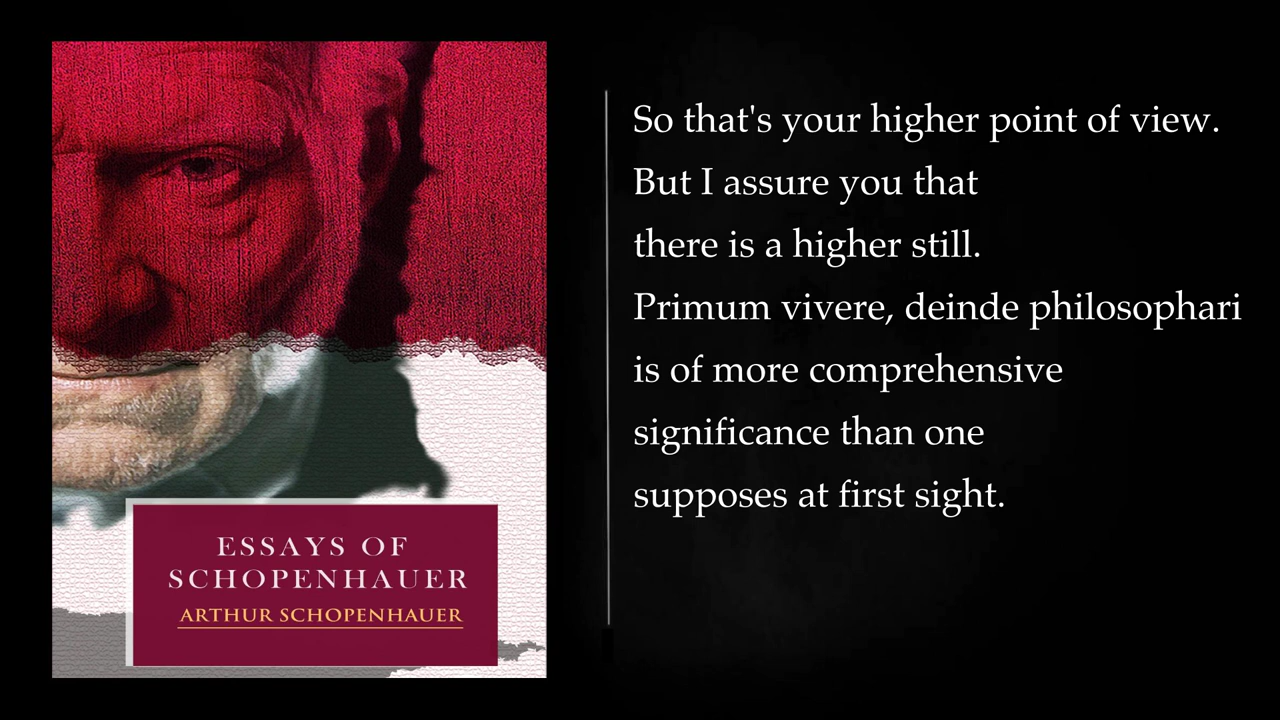 ESSAYS OF
SCHOPENHAUER
ARTHUR SCHOPENHAUER
So that's your higher point of view.
But I assure you that
there is a higher still.
Primum vivere, deinde philosophari
is of more comprehensive
significance than one
supposes at first sight.